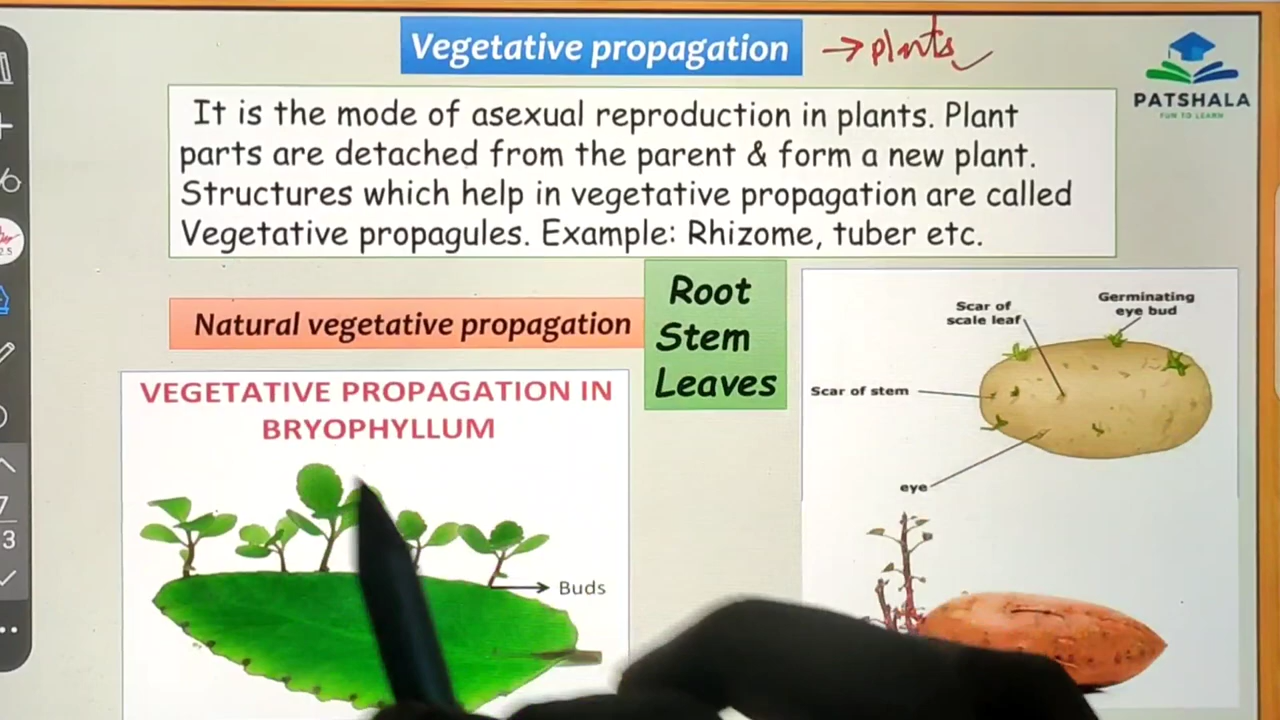 Vegetative propagation → plants
PATSHALA
FUN TO LEARN
It is the mode of asexual reproduction in plants. Plant
parts are detached from the parent & form a new plant.
Structures which help in vegetative propagation are called
Vegetative propagules. Example: Rhizome, tuber etc.
Natural vegetative propagation
Root
Stem
Leaves
VEGETATIVE PROPAGATION IN
BRYOPHYLLUM
Buds
Scar of
scale leaf
Germinating
eye bud
Scar of stem
eye